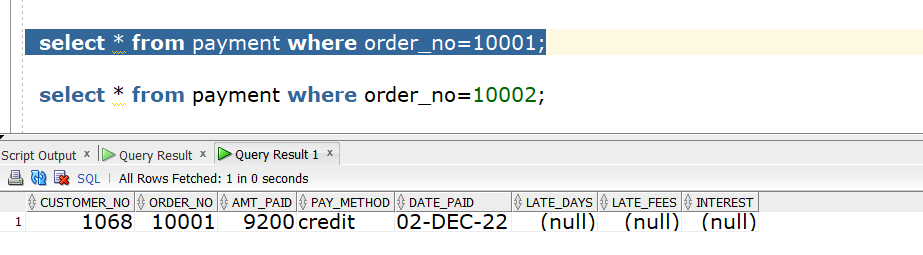 select * from payment where order_no=10001;
select * from payment where order_no=10002;
Script Output x Query Result x Query Result 1 x
SQL All Rows Fetched: 1 in 0 seconds
CUSTOMER_NO ORDER_NO AMT_PAID PAY_METHOD DATE_PAID LATE_DAYS LATE_FEES INTEREST
1 1068 10001 9200 credit 02-DEC-22 (null) (null) (null)